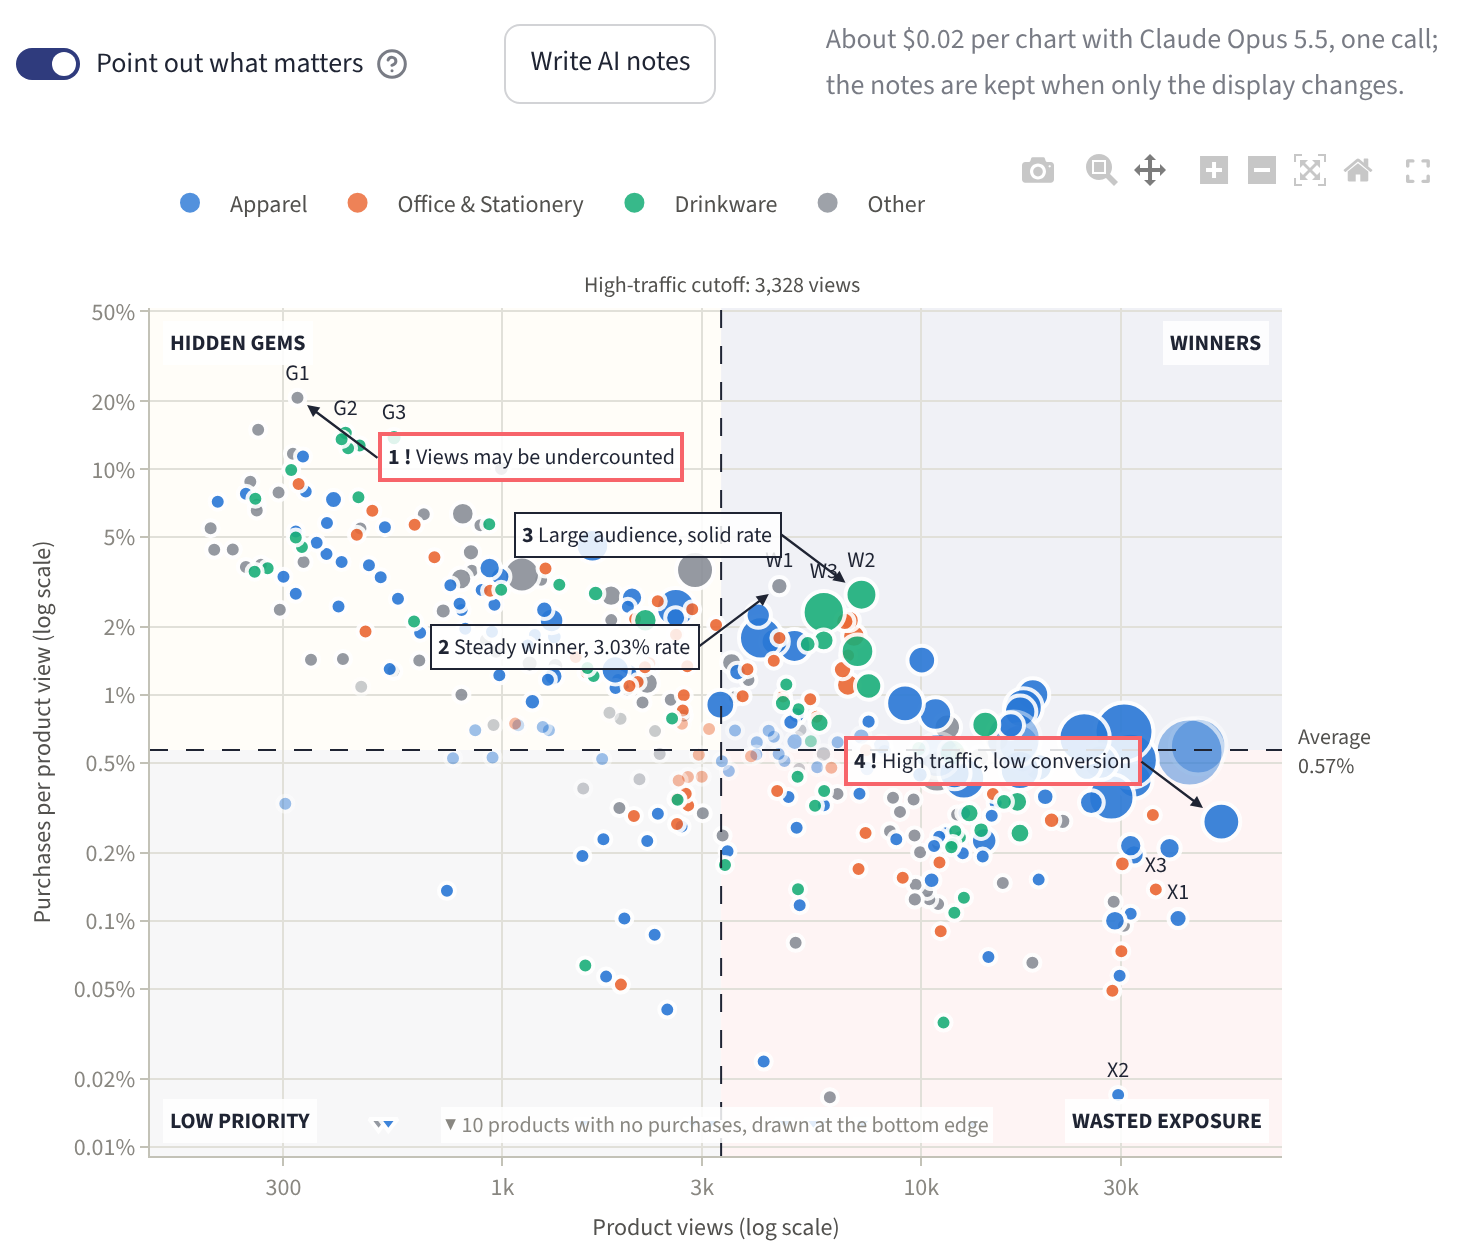 Point out what matters ?
Write AI notes
About $0.02 per chart with Claude Opus 5.5, one call;
the notes are kept when only the display changes.
Apparel
Office & Stationery
Drinkware
Other
High-traffic cutoff: 3,328 views
50%
20%
10%
5%
2%
1%
0.5%
0.2%
0.1%
0.05%
0.02%
0.01%
Purchases per product view (log scale)
HIDDEN GEMS
WINNERS
G1
G2
G3
1 ! Views may be undercounted
3 Large audience, solid rate
W1
W3
W2
2 Steady winner, 3.03% rate
Average
0.57%
4 ! High traffic, low conversion
X3
X1
X2
LOW PRIORITY
▼ 10 products with no purchases, drawn at the bottom edge
WASTED EXPOSURE
300
1k
3k
10k
30k
Product views (log scale)